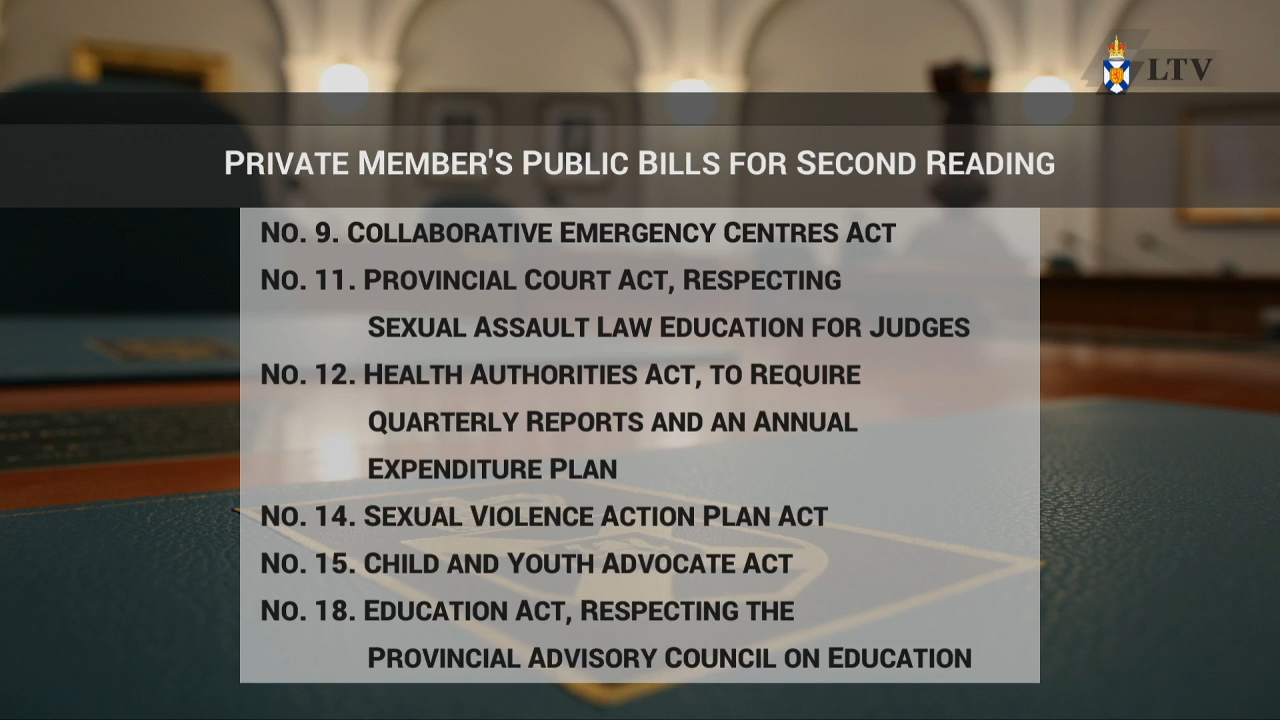 LTV
PRIVATE MEMBER'S PUBLIC BILLS FOR SECOND READING
NO. 9. COLLABORATIVE EMERGENCY CENTRES ACT
NO. 11. PROVINCIAL COURT ACT, RESPECTING
SEXUAL ASSAULT LAW EDUCATION FOR JUDGES
NO. 12. HEALTH AUTHORITIES ACT, TO REQUIRE
QUARTERLY REPORTS AND AN ANNUAL
EXPENDITURE PLAN
NO. 14. SEXUAL VIOLENCE ACTION PLAN ACT
NO. 15. CHILD AND YOUTH ADVOCATE ACT
NO. 18. EDUCATION ACT, RESPECTING THE
PROVINCIAL ADVISORY COUNCIL ON EDUCATION